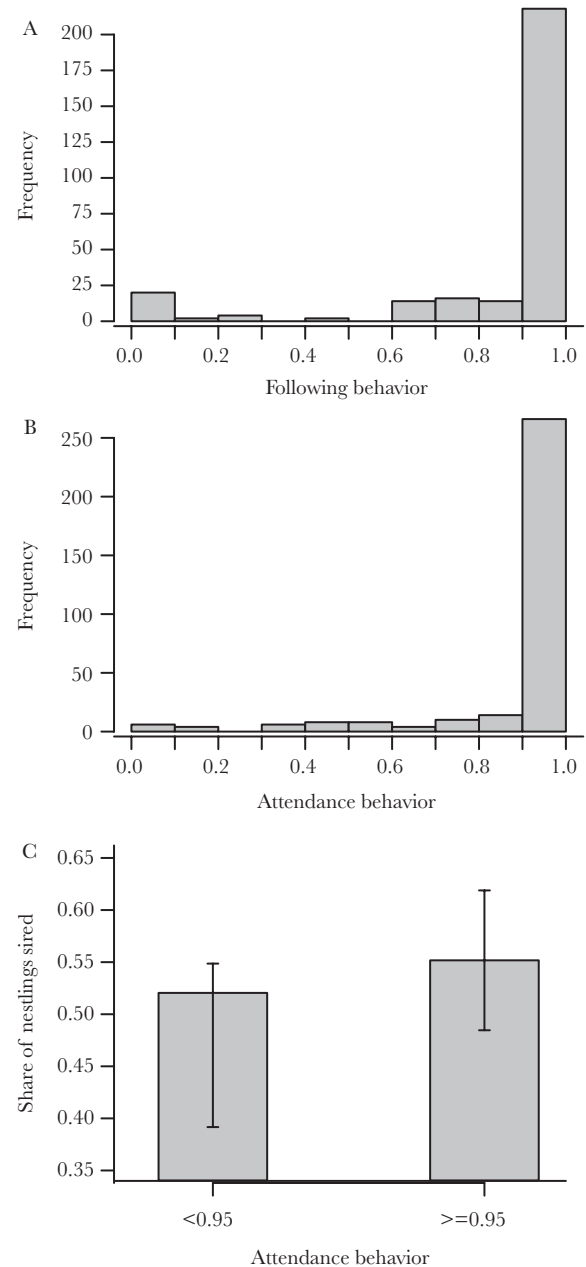 A
200
175
150
125
100
75
50
25
0
Frequency
0.0 0.2 0.4 0.6 0.8 1.0
Following behavior
B
250
200
150
100
50
0
Frequency
0.0 0.2 0.4 0.6 0.8 1.0
Attendance behavior
C
0.65
0.60
0.55
0.50
0.45
0.40
0.35
Share of nestlings sired
<0.95 >=0.95
Attendance behavior